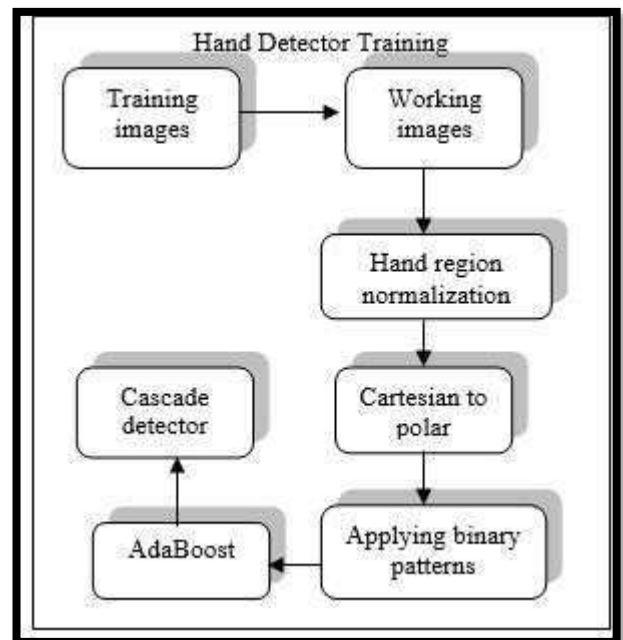 Hand Detector Training
Training
images
Working
images
Hand region
normalization
Cartesian to
polar
Applying binary
patterns
AdaBoost
Cascade
detector